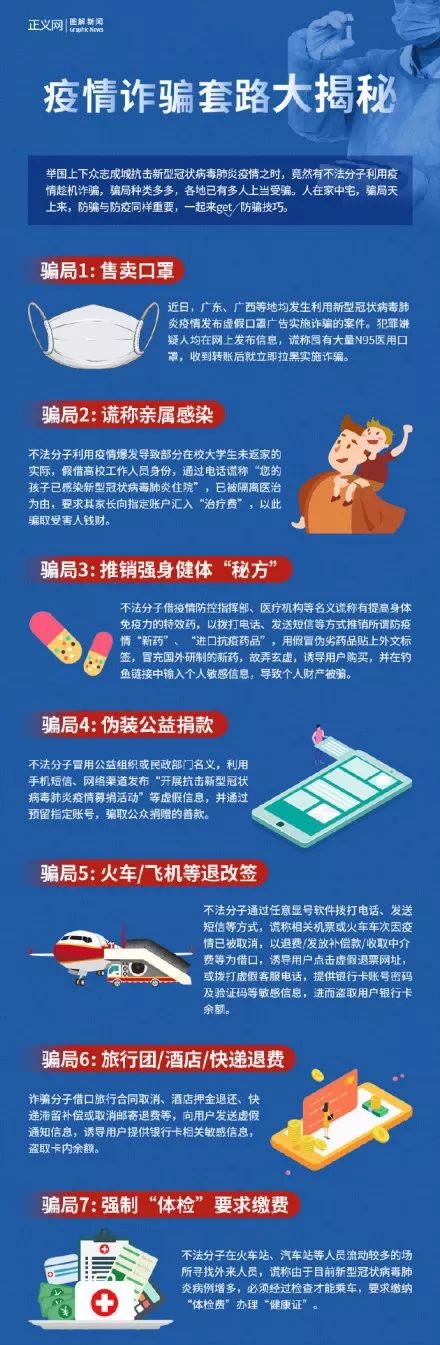 正义网
图解新闻
Graphic News
疫情诈骗套路大揭秘
举国上下众志成城抗击新型冠状病毒肺炎疫情之时，竟然有不法分子利用疫
情趁机诈骗，骗局种类多多，各地已有多人上当受骗。人在家中宅，骗局天
上来，防骗与防疫同样重要，一起来get／防骗技巧。
骗局1: 售卖口罩
近日，广东、广西等地均发生利用新型冠状病毒肺
炎疫情发布虚假口罩广告实施诈骗的案件。犯罪嫌
疑人均在网上发布信息，谎称囤有大量N95医用口
罩，收到转账后就立即拉黑实施诈骗。
骗局2: 谎称亲属感染
不法分子利用疫情爆发导致部分在校大学生未返家的
实际，假借高校工作人员身份，通过电话谎称“您的
孩子已感染新型冠状病毒肺炎住院”，已被隔离医治
为由，要求其家长向指定账户汇入“治疗费”，以此
骗取受害人钱财。
骗局3: 推销强身健体“秘方”
不法分子借疫情防控指挥部、医疗机构等名义谎称有提高身体
免疫力的特效药，以拨打电话、发送短信等方式推销所谓防疫
情“新药”、“进口抗疫药品”，用假冒伪劣药品贴上外文标
签，冒充国外研制的新药，故弄玄虚，诱导用户购买，并在钓
鱼链接中输入个人敏感信息，导致个人财产被骗。
骗局4: 伪装公益捐款
不法分子冒用公益组织或民政部门名义，利用
手机短信、网络渠道发布“开展抗击新型冠状
病毒肺炎疫情募捐活动”等虚假信息，并通过
预留指定账号，骗取公众捐赠的善款。
骗局5: 火车/飞机等退改签
不法分子通过任意显号软件拨打电话、发送
短信等方式，谎称相关机票或火车车次因疫
情已被取消，以退费/发放补偿款/收取中介
费等为借口，诱导用户点击虚假退票网址，
或拨打虚假客服电话，提供银行卡账号密码
及验证码等敏感信息，进而盗取用户银行卡
余额。
骗局6: 旅行团/酒店/快递退费
诈骗分子借口旅行合同取消、酒店押金退还、快
递滞留补偿或取消邮寄退费等，向用户发送虚假
通知信息，诱导用户提供银行卡相关敏感信息，
盗取卡内余额。
骗局7: 强制“体检”要求缴费
不法分子在火车站、汽车站等人员流动较多的场
所寻找外来人员，谎称由于目前新型冠状病毒肺
炎病例增多，必须经过检查才能乘车，要求缴纳
“体检费”办理“健康证”。